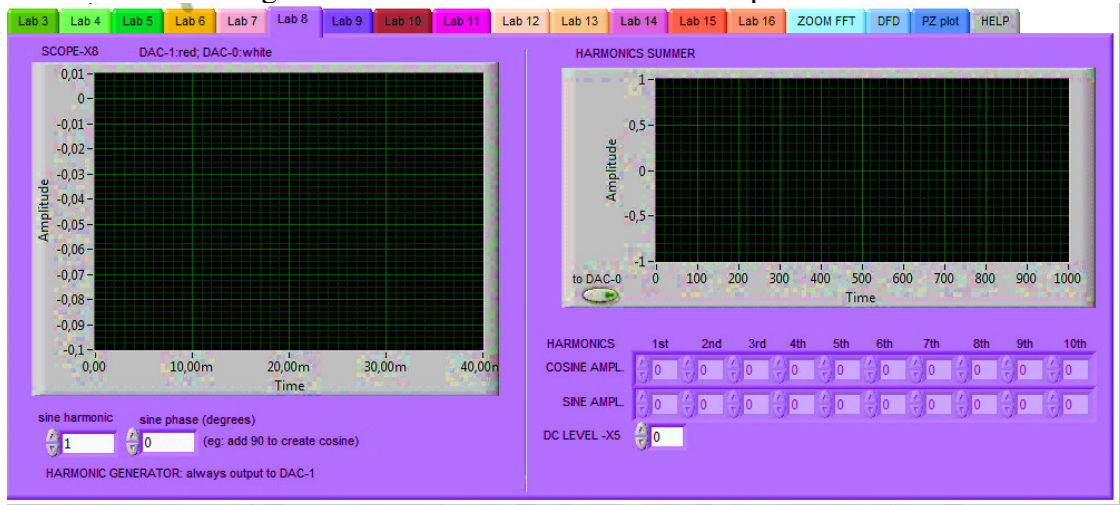 Lab 3 Lab 4 Lab 5 Lab 6 Lab 7 Lab 8 Lab 9 Lab 10 Lab 11 Lab 12 Lab 13 Lab 14 Lab 15 Lab 16 ZOOM FFT DFD PZ plot HELP
SCOPE-X8 DAC-1:red; DAC-0:white
0,01
0
-0,01
-0,02
-0,03
-0,04
-0,05
-0,06
-0,07
-0,08
-0,09
-0,1
Amplitude
0,00 10,00m 20,00m 30,00m 40,00m
Time
sine harmonic sine phase (degrees)
1 0 (eg: add 90 to create cosine)
HARMONIC GENERATOR: always output to DAC-1
HARMONICS SUMMER
1
0,5
0
-0,5
-1
Amplitude
to DAC-0
0 100 200 300 400 500 600 700 800 900 1000
Time
HARMONICS 1st 2nd 3rd 4th 5th 6th 7th 8th 9th 10th
COSINE AMPL. 0 0 0 0 0 0 0 0 0 0
SINE AMPL. 0 0 0 0 0 0 0 0 0 0
DC LEVEL -X5 0